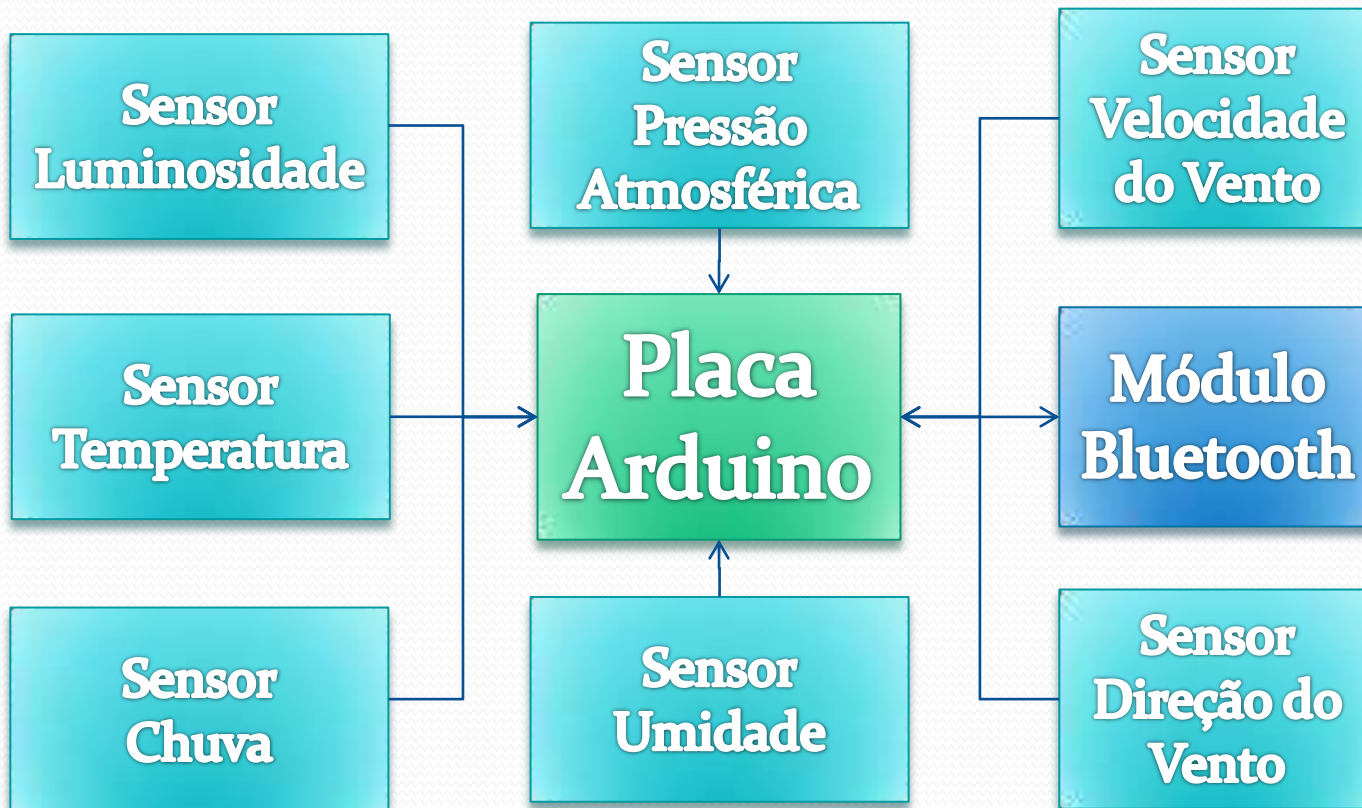 Sensor
Luminosidade
Sensor
Pressão
Atmosférica
Sensor
Velocidade
do Vento
Sensor
Temperatura
Placa
Arduino
Módulo
Bluetooth
Sensor
Chuva
Sensor
Umidade
Sensor
Direção do
Vento